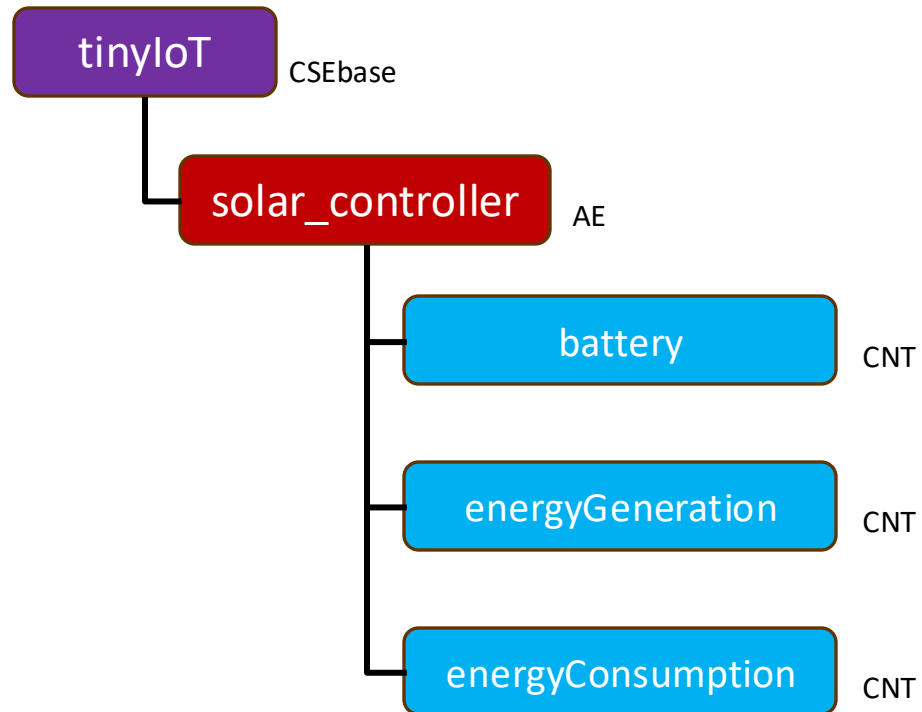 tinyIoT
CSEbase
solar_controller
AE
battery
CNT
energyGeneration
CNT
energyConsumption
CNT